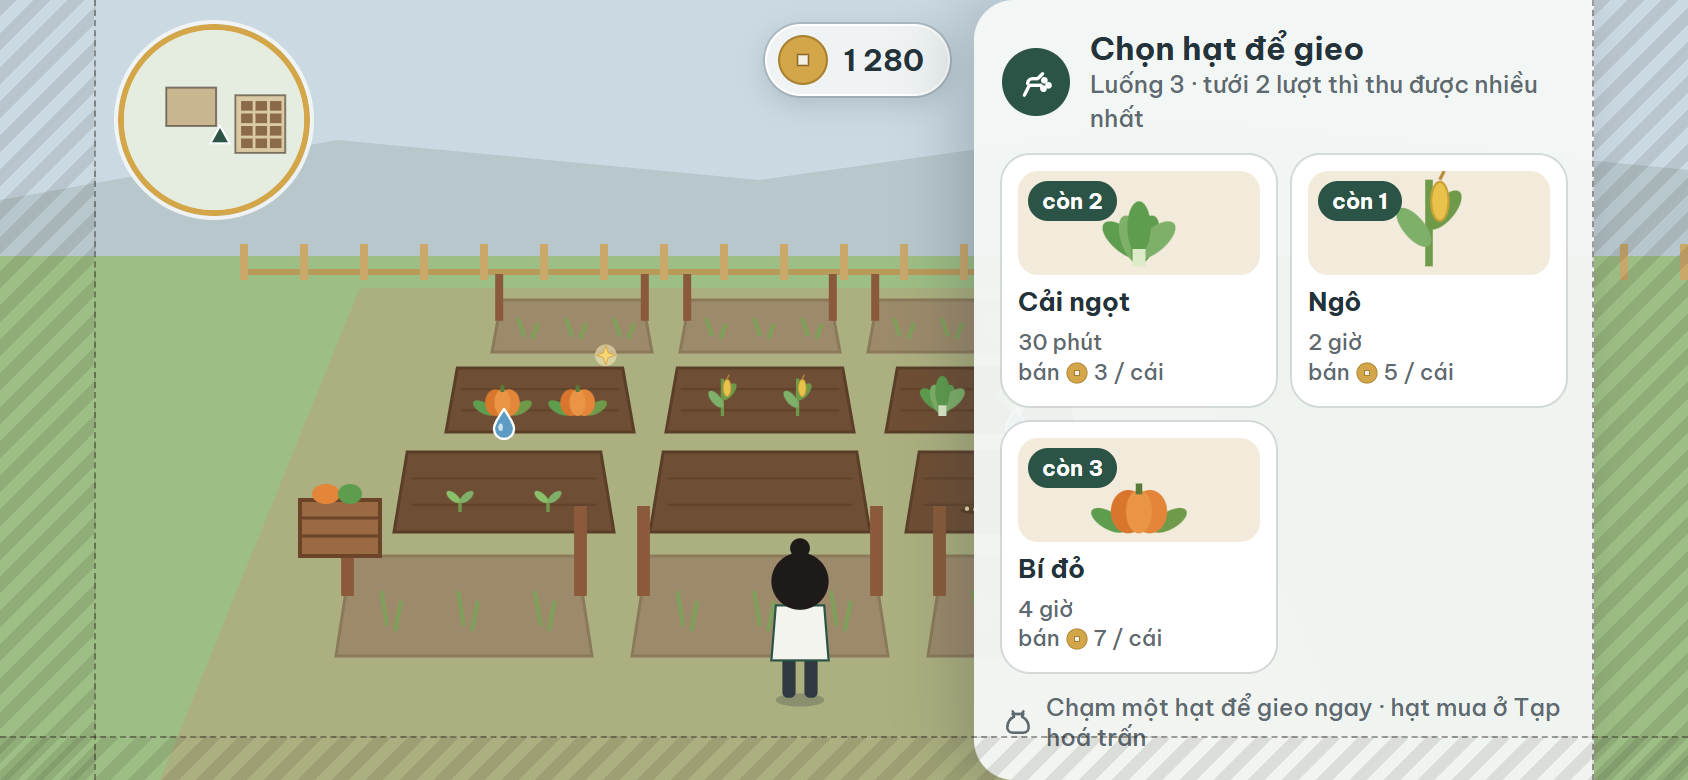 1 280
Chọn hạt để gieo
Luống 3 · tưới 2 lượt thì thu được nhiều
nhất
còn 2
Cải ngọt
30 phút
bán 3 / cái
còn 1
Ngô
2 giờ
bán 5 / cái
còn 3
Bí đỏ
4 giờ
bán 7 / cái
Chạm một hạt để gieo ngay · hạt mua ở Tạp
hoá trấn